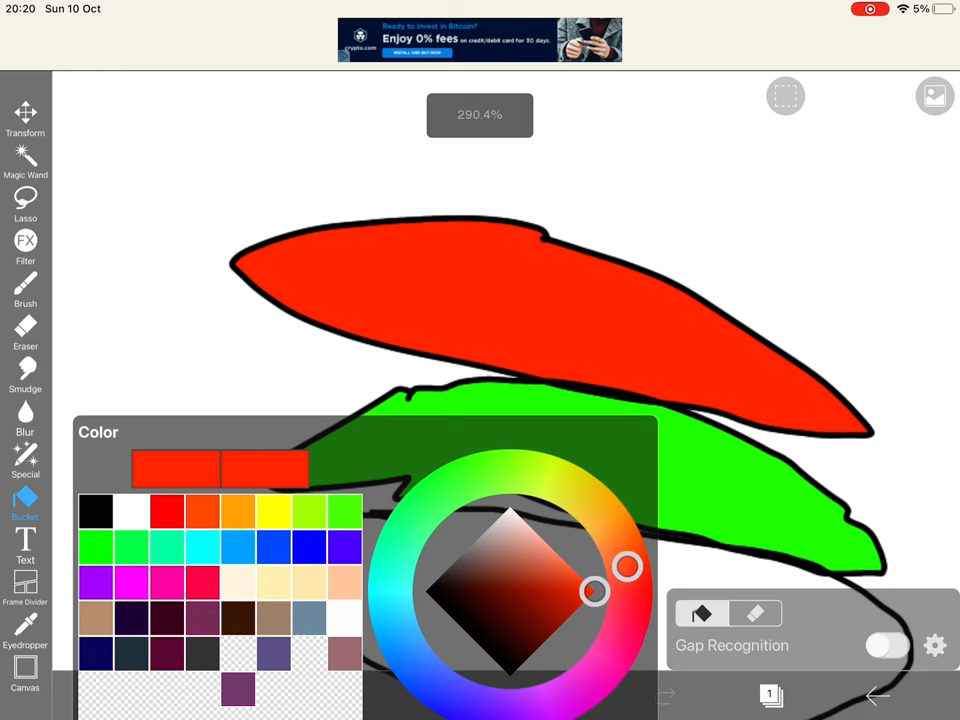 20:20 Sun 10 Oct
5%
Ready to invest in Bitcoin?
Enjoy 0% fees on credit/debit card for 30 days.
crypto.com
INSTALL AND BUY NOW
290.4%
Transform
Magic Wand
Lasso
FX
Filter
Brush
Eraser
Smudge
Blur
Special
Bucket
T
Text
Frame Divider
Eyedropper
Canvas
Color
Gap Recognition
1